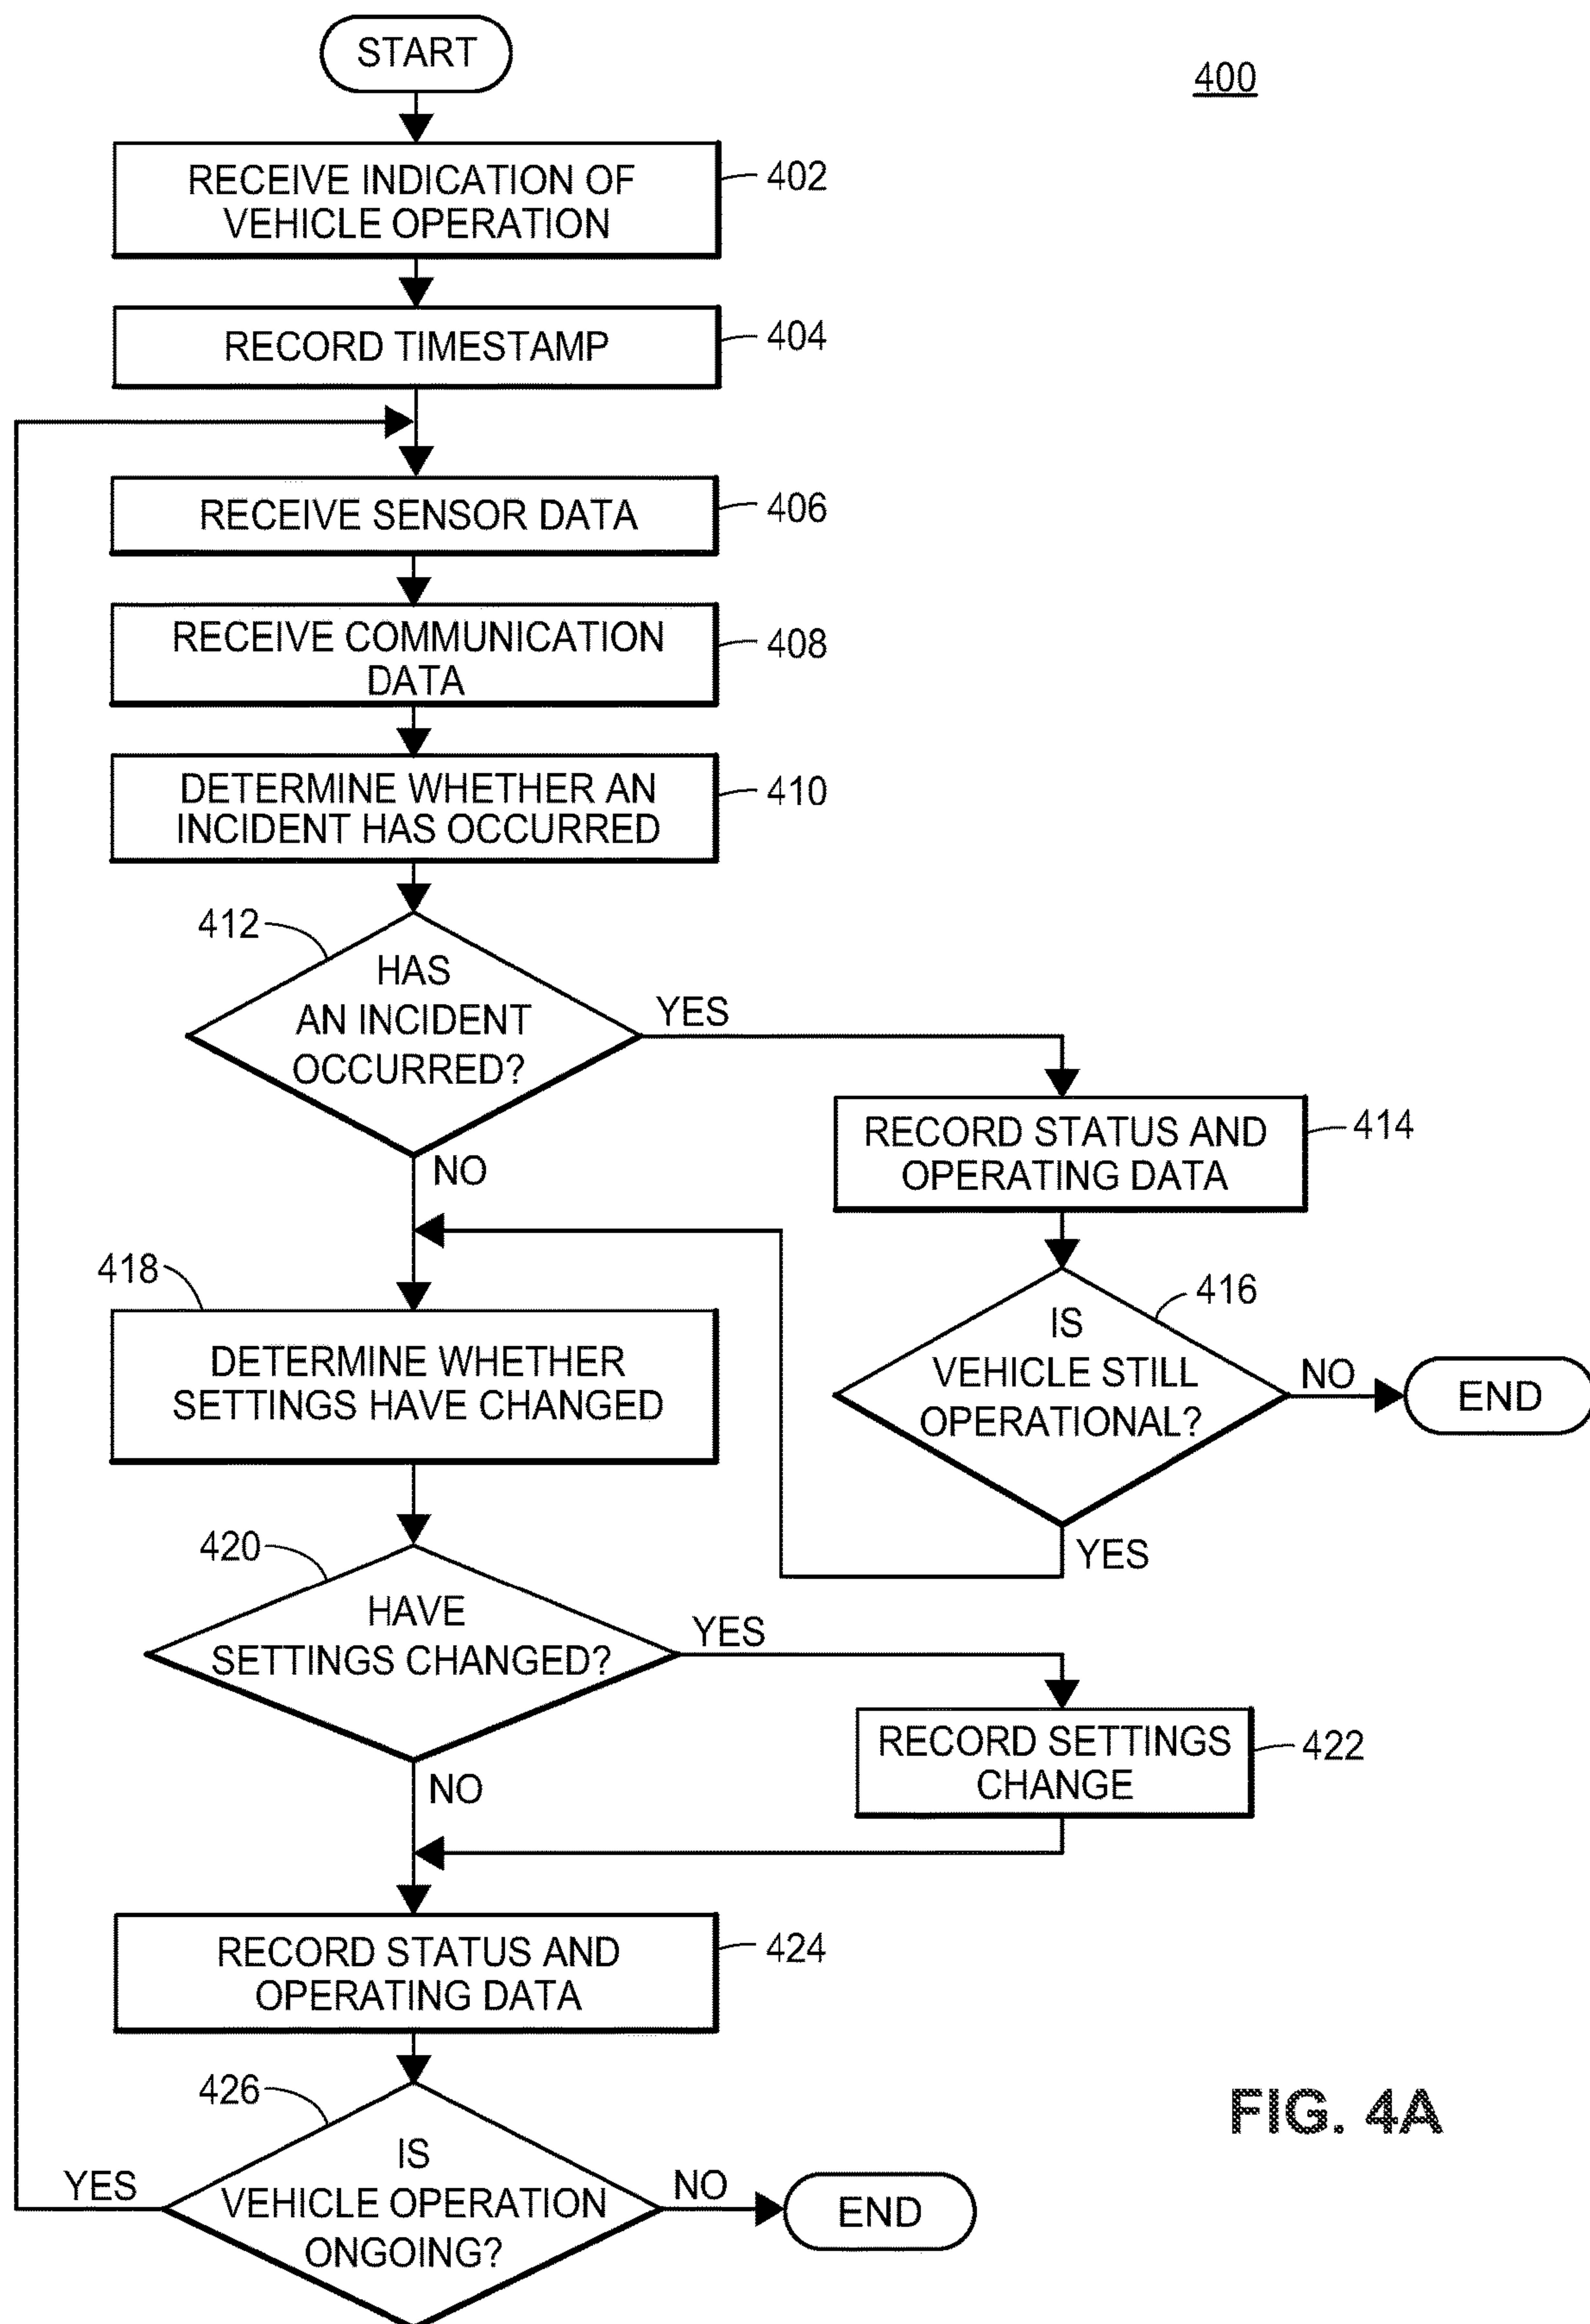 START
400
RECEIVE INDICATION OF
VEHICLE OPERATION
402
RECORD TIMESTAMP
404
RECEIVE SENSOR DATA
406
RECEIVE COMMUNICATION
DATA
408
DETERMINE WHETHER AN
INCIDENT HAS OCCURRED
410
412
HAS
AN INCIDENT
OCCURRED?
YES
NO
RECORD STATUS AND
OPERATING DATA
414
IS
VEHICLE STILL
OPERATIONAL?
416
NO
END
YES
418
DETERMINE WHETHER
SETTINGS HAVE CHANGED
420
HAVE
SETTINGS CHANGED?
YES
NO
RECORD SETTINGS
CHANGE
422
RECORD STATUS AND
OPERATING DATA
424
426
IS
VEHICLE OPERATION
ONGOING?
YES
NO
END
FIG. 4A